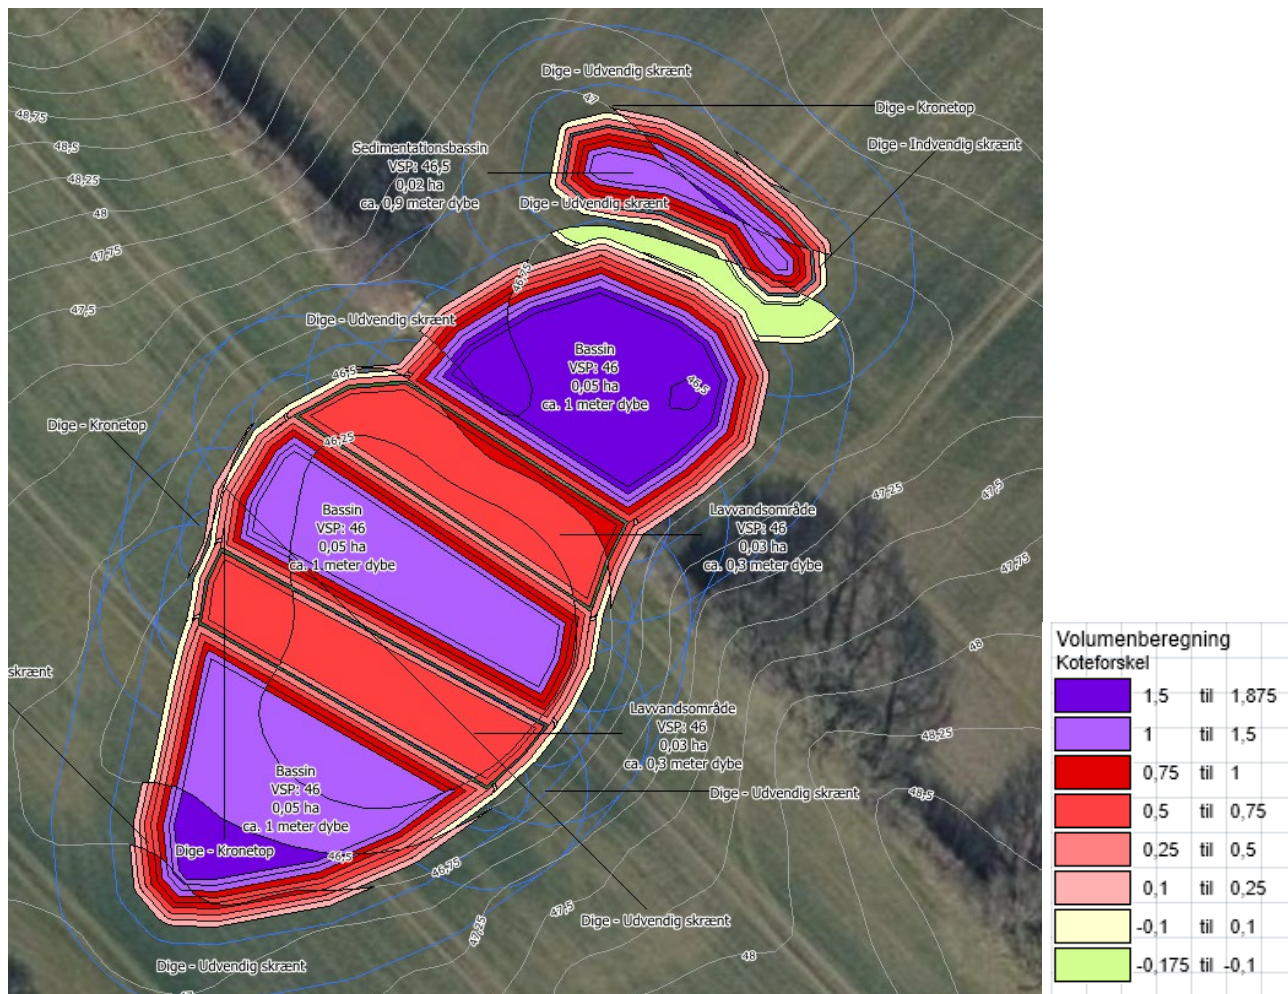 Dige - Udvendig skrænt
47
Dige - Kronetop
48,75
Dige - Indvendig skrænt
48,5
Sedimentationsbassin
VSP: 46,5
0,02 ha
ca. 0,9 meter dybe
48,25
Dige - Udvendig skrænt
48
47,75
46,75
47,5
Dige - Udvendig skrænt
Bassin
VSP: 46
0,05 ha
ca. 1 meter dybe
46,5
46,5
Dige - Kronetop
46,25
47,25
47,5
Bassin
VSP: 46
0,05 ha
ca. 1 meter dybe
Lavvandsområde
VSP: 46
0,03 ha
ca. 0,3 meter dybe
47,75
48
skrænt
Lavvandsområde
VSP: 46
0,03 ha
ca. 0,3 meter dybe
48,25
Bassin
VSP: 46
0,05 ha
ca. 1 meter dybe
Dige - Udvendig skrænt
48,5
Dige - Kronetop
46,5
46,75
47,5
47,25
Dige - Udvendig skrænt
48
Dige - Udvendig skrænt
Volumenberegning
Koteforskel
1,5 til 1,875
1 til 1,5
0,75 til 1
0,5 til 0,75
0,25 til 0,5
0,1 til 0,25
-0,1 til 0,1
-0,175 til -0,1